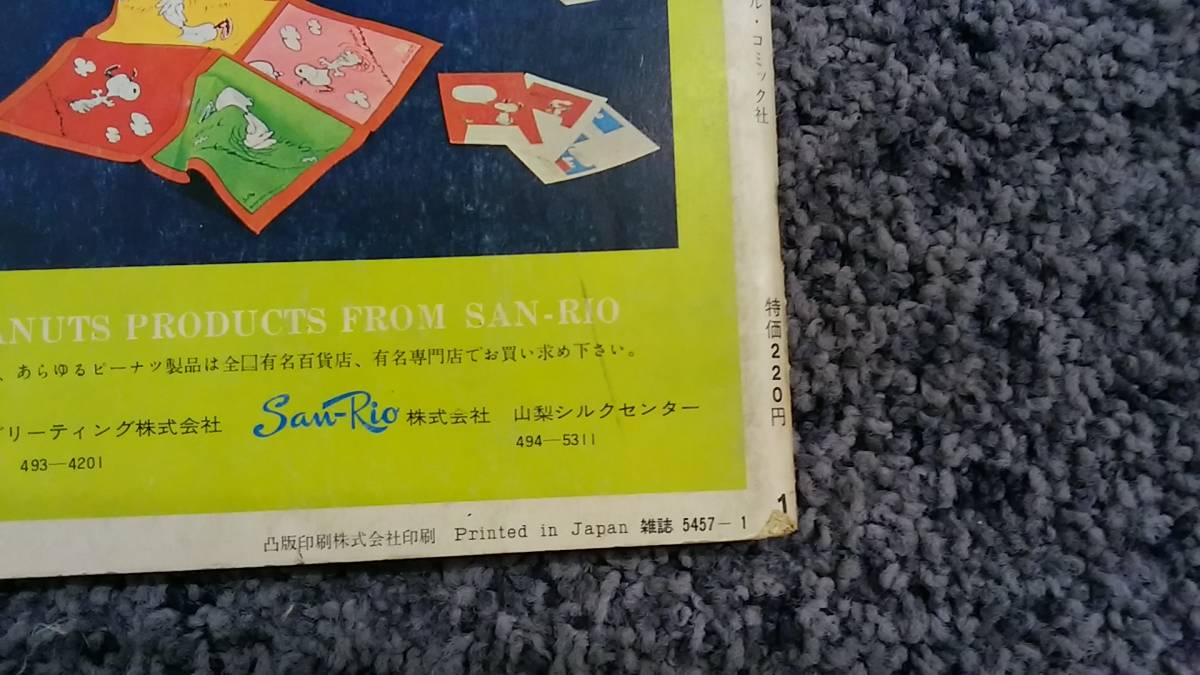 ル・コミック社
ANUTS PRODUCTS FROM SAN-RIO
、あらゆるピーナツ製品は全国有名百貨店、有名専門店でお買い求め下さい。
リーティング株式会社
493—4201
San-Rio 株式会社 山梨シルクセンター
494—5311
特価220円
1
凸版印刷株式会社印刷 Printed in Japan 雑誌 5457—1